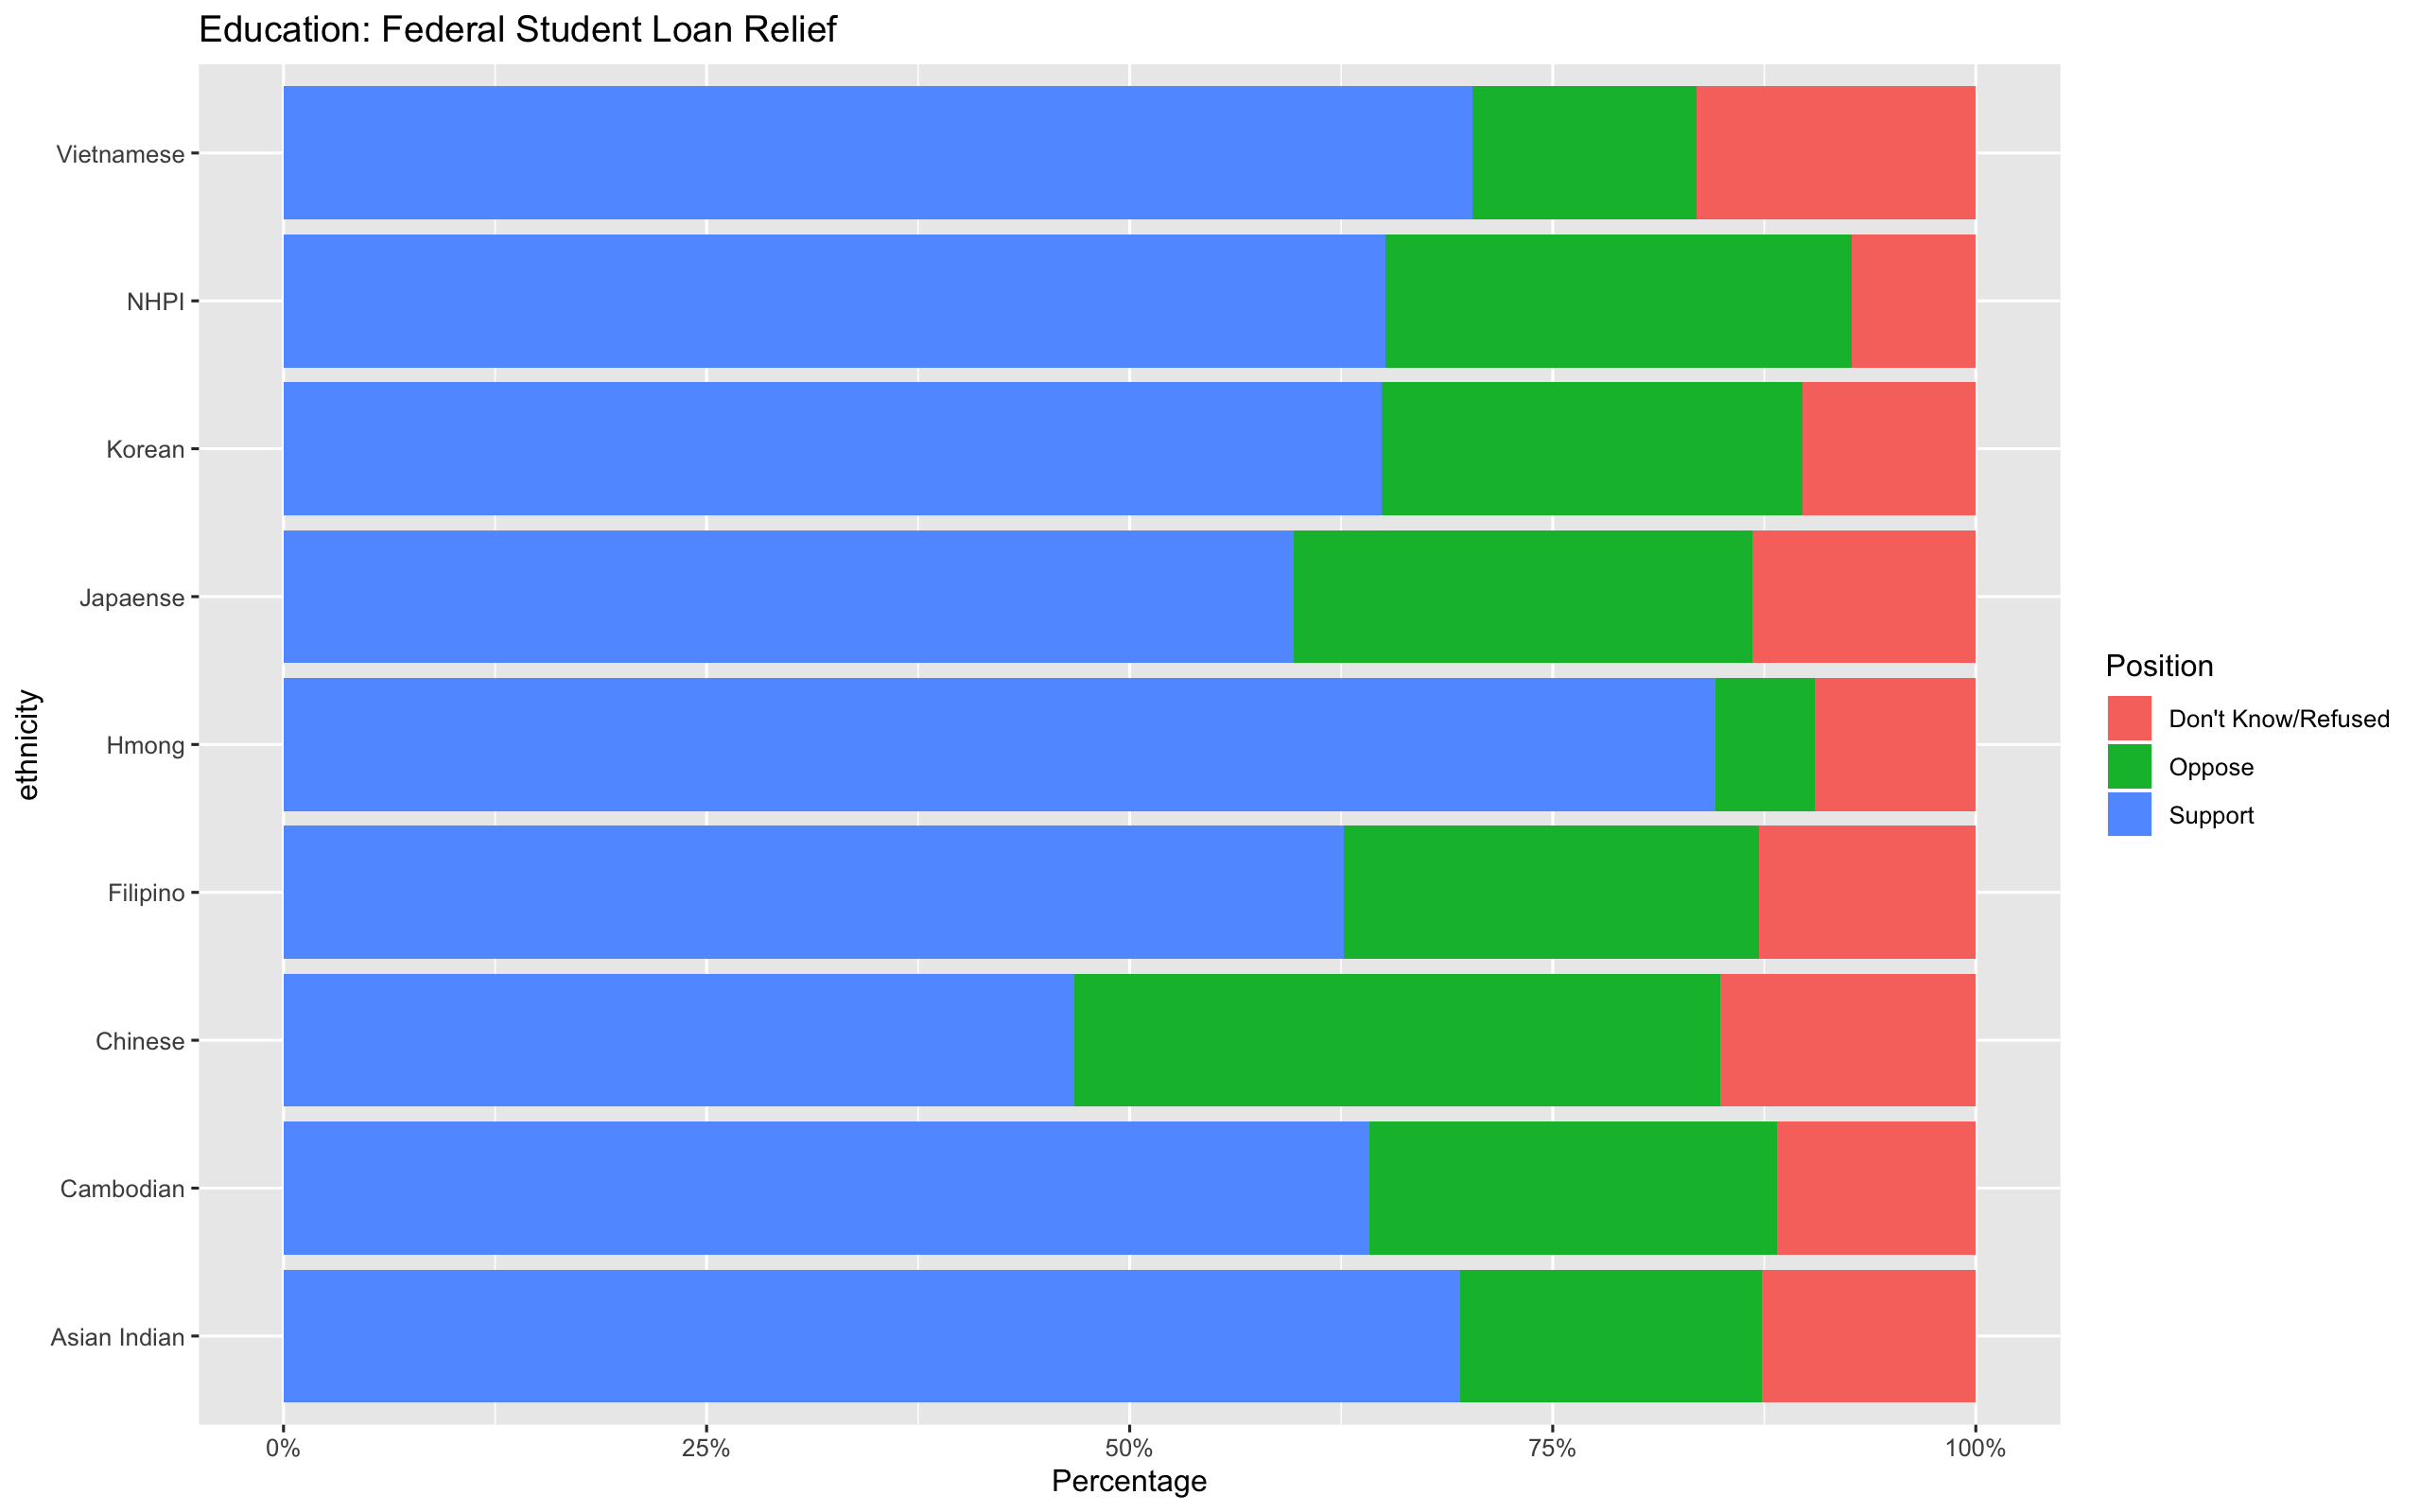 Education: Federal Student Loan Relief
Vietnamese
NHPI
Korean
Japaense
Hmong
Filipino
Chinese
Cambodian
Asian Indian
ethnicity
0% 25% 50% 75% 100%
Percentage
Position
Don't Know/Refused
Oppose
Support